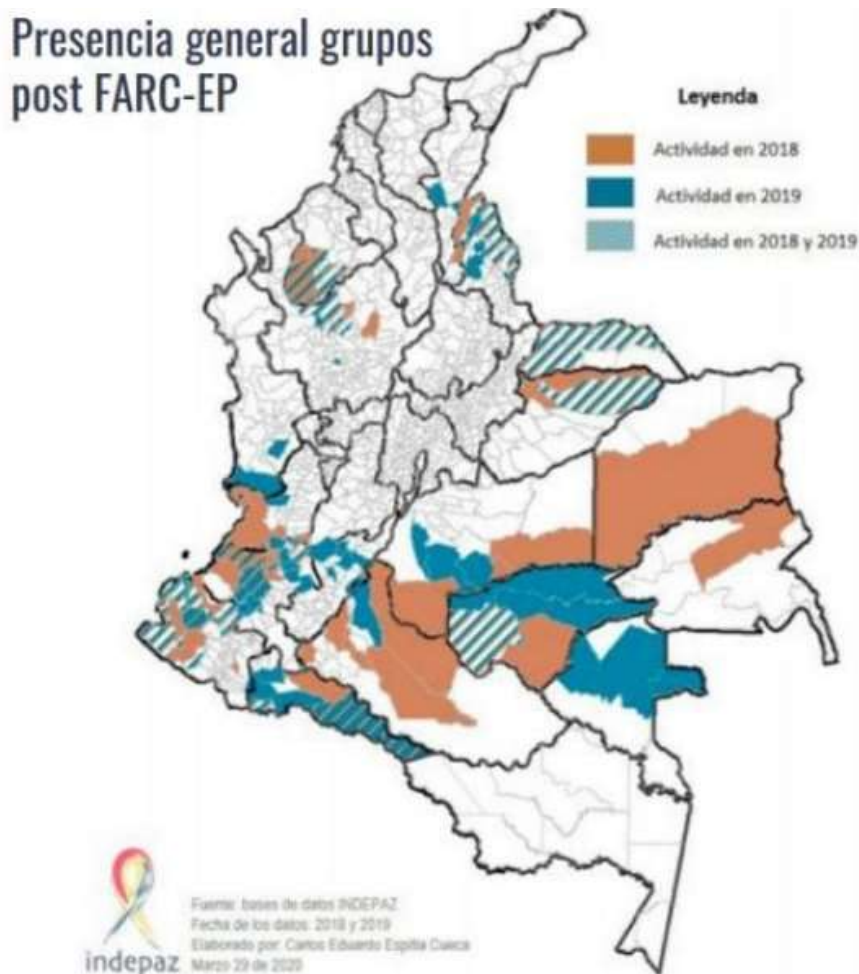 Presencia general grupos
post FARC-EP
Leyenda
Actividad en 2018
Actividad en 2019
Actividad en 2018 y 2019
indepaz
Fuente: bases de datos INDEPAZ
Fecha de los datos: 2018 y 2019
Elaborado por: Carlos Eduardo Espitia Cueca
Marzo 29 de 2020